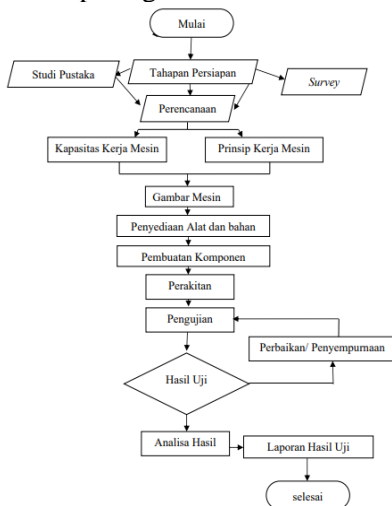 Mulai
Studi Pustaka
Tahapan Persiapan
Survey
Perencanaan
Kapasitas Kerja Mesin
Prinsip Kerja Mesin
Gambar Mesin
Penyediaan Alat dan bahan
Pembuatan Komponen
Perakitan
Pengujian
Perbaikan/ Penyempurnaan
Hasil Uji
Analisa Hasil
Laporan Hasil Uji
selesai